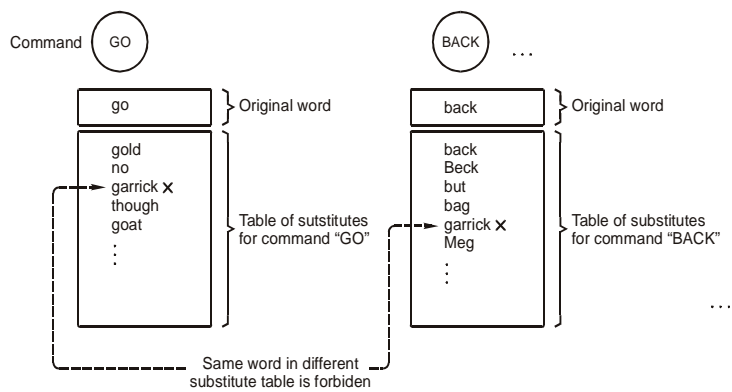 Command GO BACK ...
go Original word
back Original word
gold
no
garrick ×
though
goat
⋮
Table of sutstitutes
for command “GO”
back
Beck
but
bag
garrick ×
Meg
⋮
Table of substitutes
for command “BACK”
...
Same word in different
substitute table is forbiden